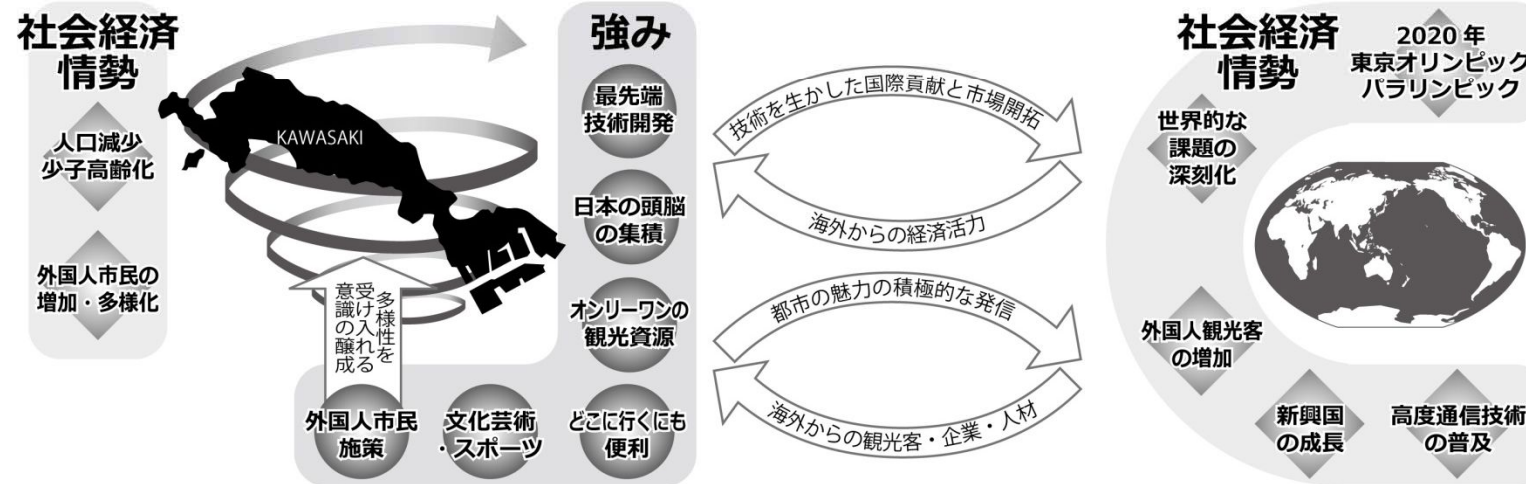 社会経済
情勢
人口減少
少子高齢化
外国人市民の
増加・多様化
KAWASAKI
多様性を
受け入れる
意識の醸成
強み
最先端
技術開発
日本の頭脳
の集積
オンリーワンの
観光資源
外国人市民
施策
文化芸術
・スポーツ
どこに行くにも
便利
技術を生かした国際貢献と市場開拓
海外からの経済活力
都市の魅力の積極的な発信
海外からの観光客・企業・人材
社会経済
情勢
2020年
東京オリンピック
パラリンピック
世界的な
課題の
深刻化
外国人観光客
の増加
新興国
の成長
高度通信技術
の普及